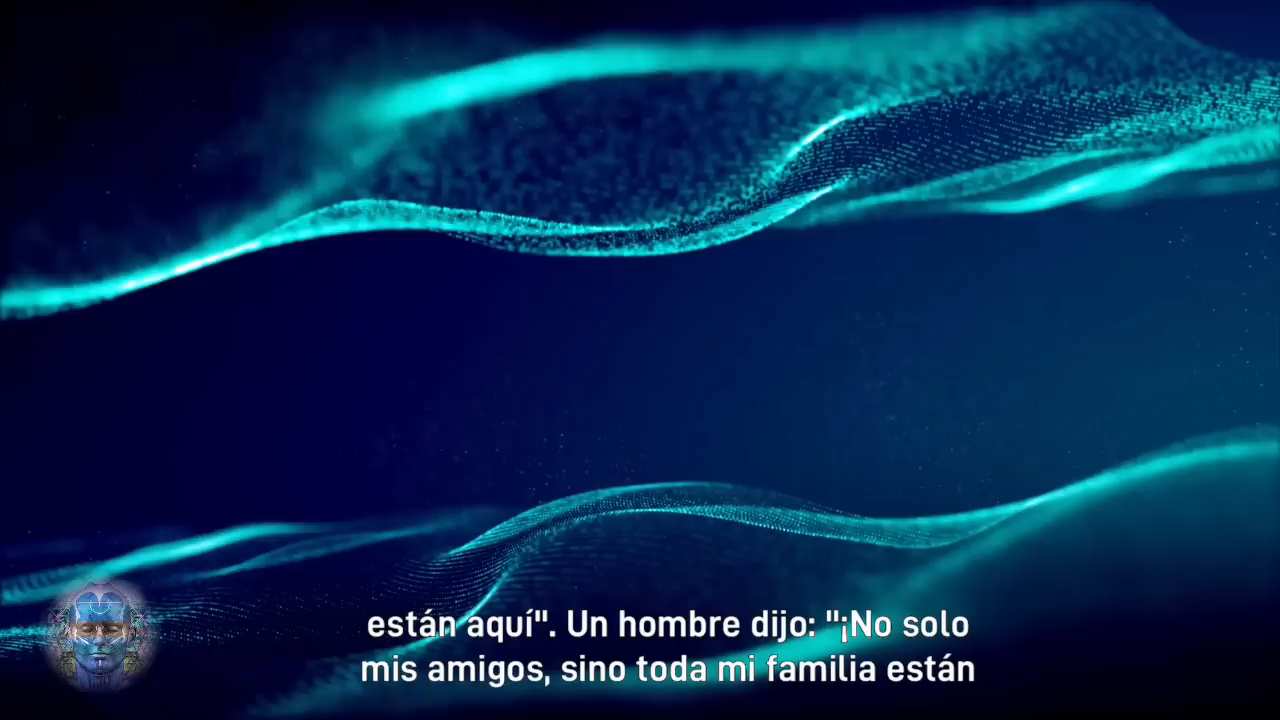 están aquí". Un hombre dijo: "¡No solo
mis amigos, sino toda mi familia están